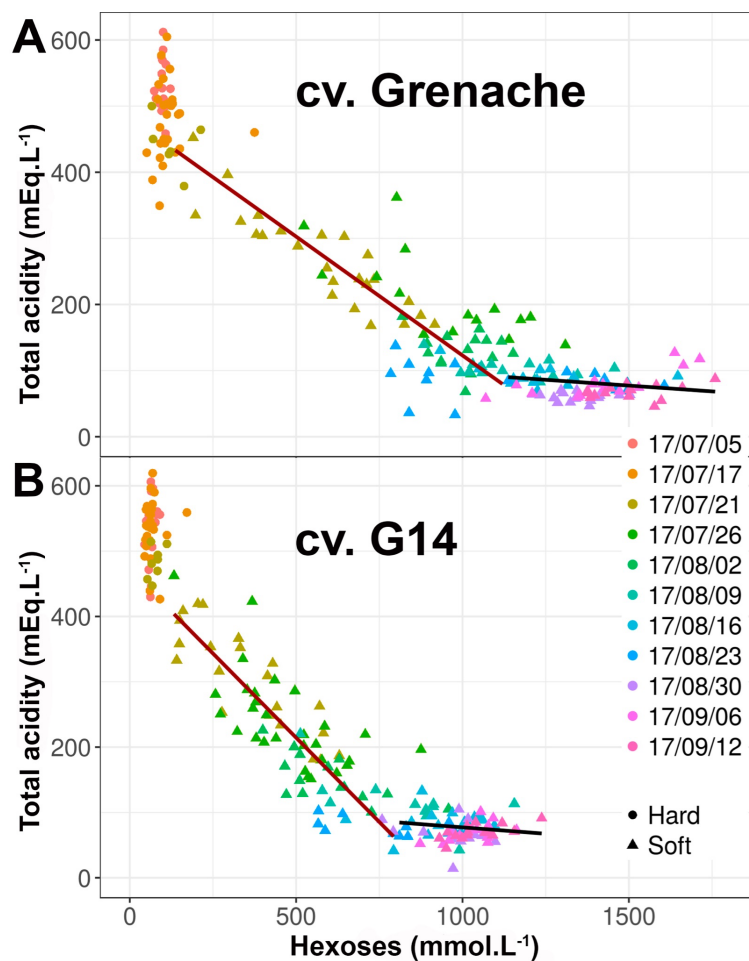 A
cv. Grenache
600
400
200
0
Total acidity (mEq.L⁻¹)
B
cv. G14
600
400
200
0
Total acidity (mEq.L⁻¹)
17/07/05
17/07/17
17/07/21
17/07/26
17/08/02
17/08/09
17/08/16
17/08/23
17/08/30
17/09/06
17/09/12
Hard
Soft
0 500 1000 1500
Hexoses (mmol.L⁻¹)